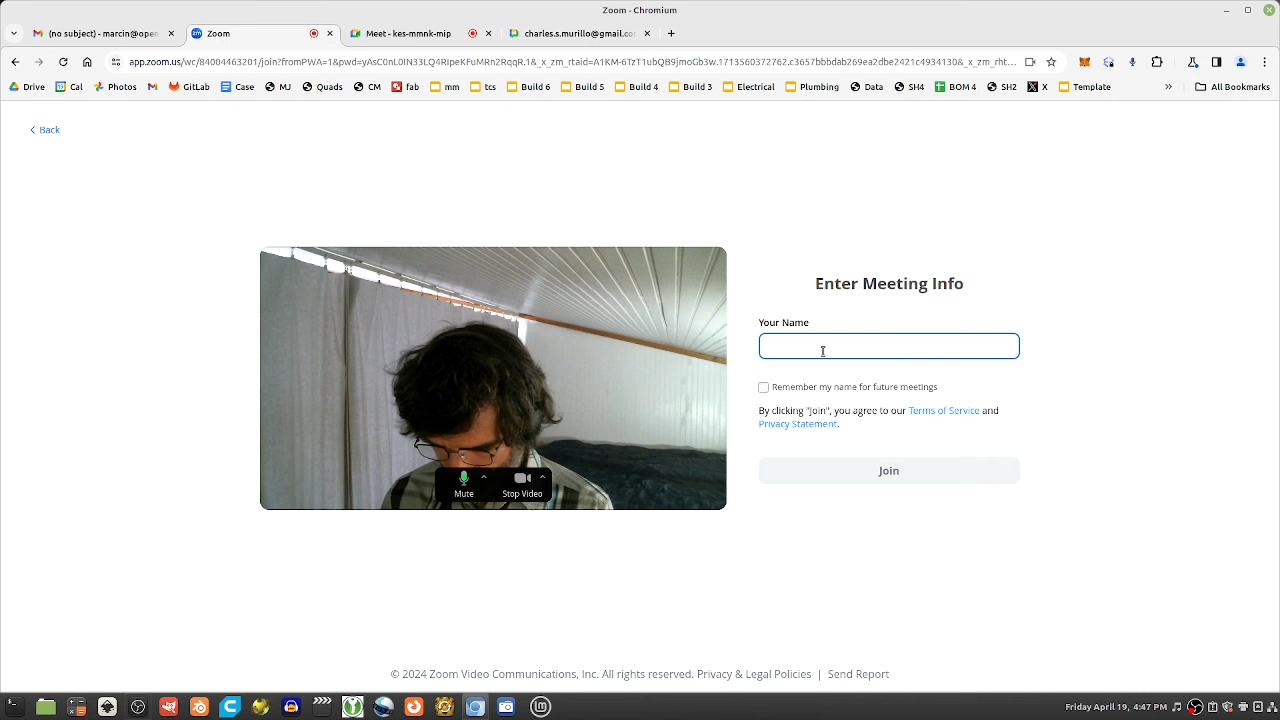 Zoom - Chromium
(no subject) - marcin@open
Zoom
Meet - kes-mmnk-mip
charles.s.murillo@gmail.co
app.zoom.us/wc/84004463201/join?fromPWA=1&pwd=yAsC0nL0IN33LQ4RIpeKFuMRn2RqqR.1&_x_zm_rtaid=A1KM-6TzT1ubQB9jmoGb3w.1713560372762.c3657bbbdab269ea2dbe2421c4934130&_x_zm_rht...
Drive Cal Photos GitLab Case MJ Quads CM fab mm tcs Build 6 Build 5 Build 4 Build 3 Electrical Plumbing Data SH4 BOM 4 SH2 X Template » All Bookmarks
Back
Enter Meeting Info
Your Name
Remember my name for future meetings
By clicking "Join", you agree to our Terms of Service and
Privacy Statement.
Join
Mute Stop Video
© 2024 Zoom Video Communications, Inc. All rights reserved. Privacy & Legal Policies | Send Report
Friday April 19, 4:47 PM